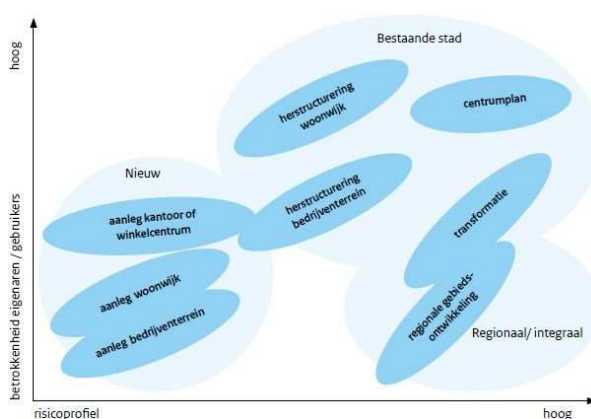 hoog
betrokkenheid eigenaren / gebruikers
Bestaande stad
herstructurering
woonwijk
centrumplan
Nieuw
aanleg kantoor of
winkelcentrum
herstructurering
bedrijventerrein
transformatie
aanleg woonwijk
aanleg bedrijventerrein
regionale gebieds-
ontwikkeling
Regionaal/ integraal
risicoprofiel
hoog